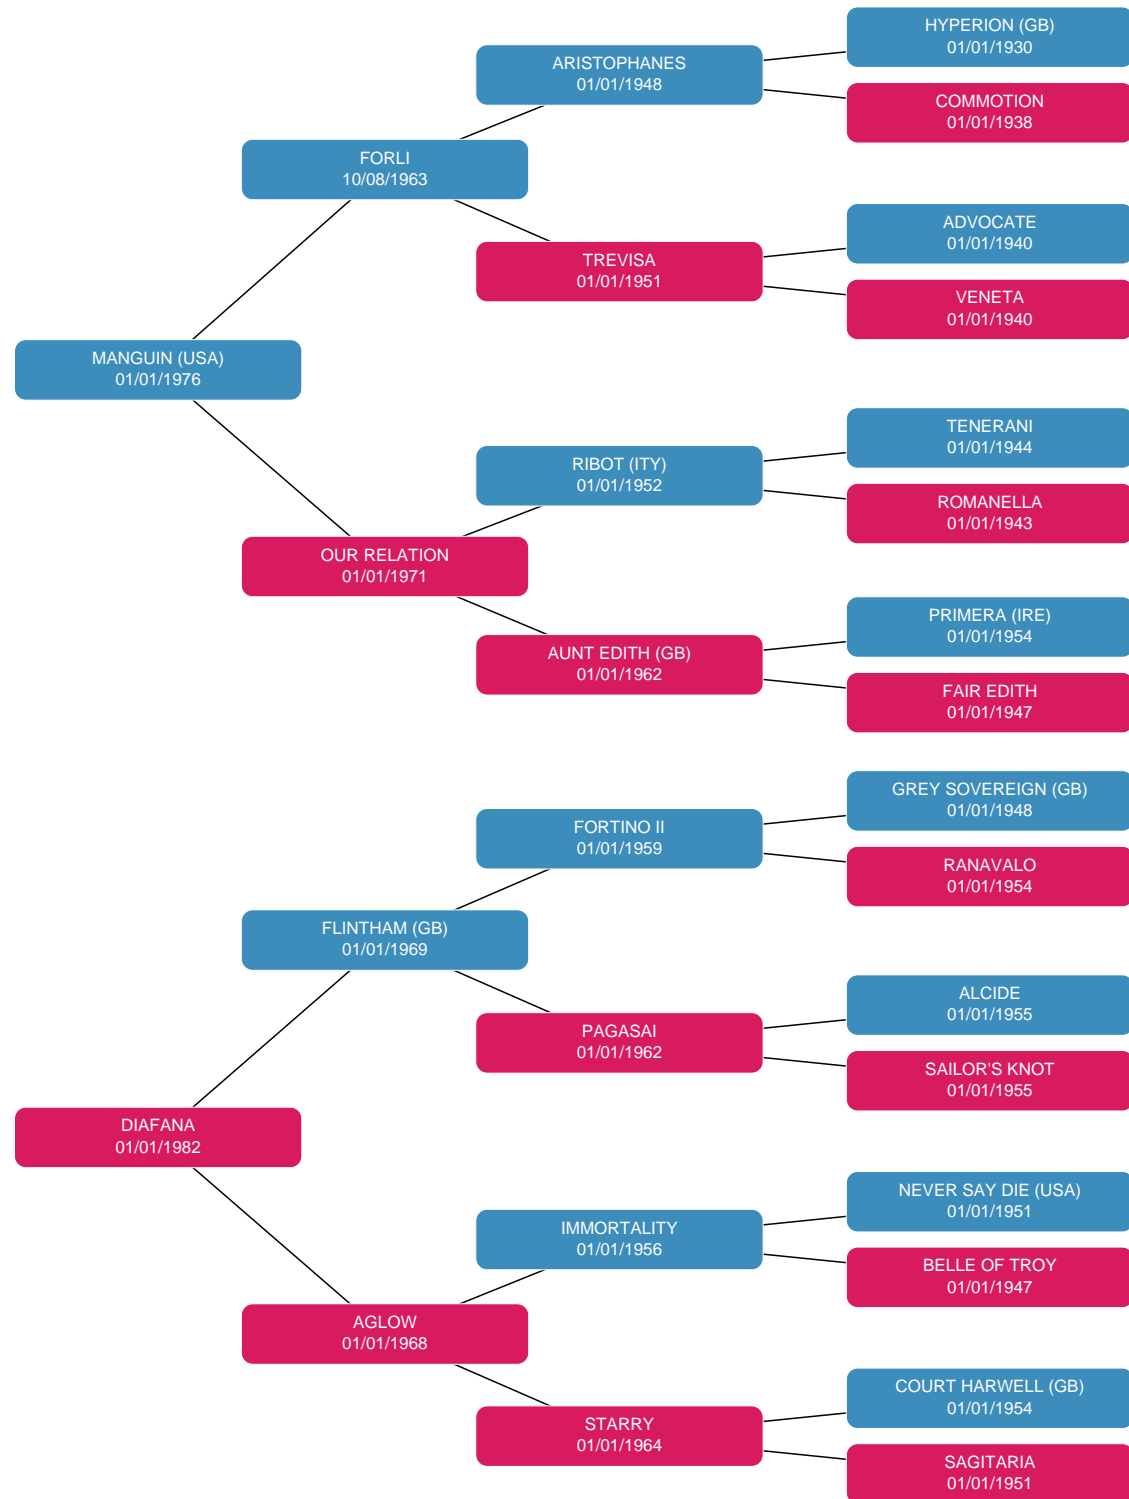 HYPERION (GB)
01/01/1930
ARISTOPHANES
01/01/1948
COMMOTION
01/01/1938
FORLI
10/08/1963
ADVOCATE
01/01/1940
TREVISA
01/01/1951
VENETA
01/01/1940
MANGUIN (USA)
01/01/1976
TENERANI
01/01/1944
RIBOT (ITY)
01/01/1952
ROMANELLA
01/01/1943
OUR RELATION
01/01/1971
PRIMERA (IRE)
01/01/1954
AUNT EDITH (GB)
01/01/1962
FAIR EDITH
01/01/1947
GREY SOVEREIGN (GB)
01/01/1948
FORTINO II
01/01/1959
RANAVALO
01/01/1954
FLINTHAM (GB)
01/01/1969
ALCIDE
01/01/1955
PAGASAI
01/01/1962
SAILOR'S KNOT
01/01/1955
DIAFANA
01/01/1982
NEVER SAY DIE (USA)
01/01/1951
IMMORTALITY
01/01/1956
BELLE OF TROY
01/01/1947
AGLOW
01/01/1968
COURT HARWELL (GB)
01/01/1954
STARRY
01/01/1964
SAGITARIA
01/01/1951